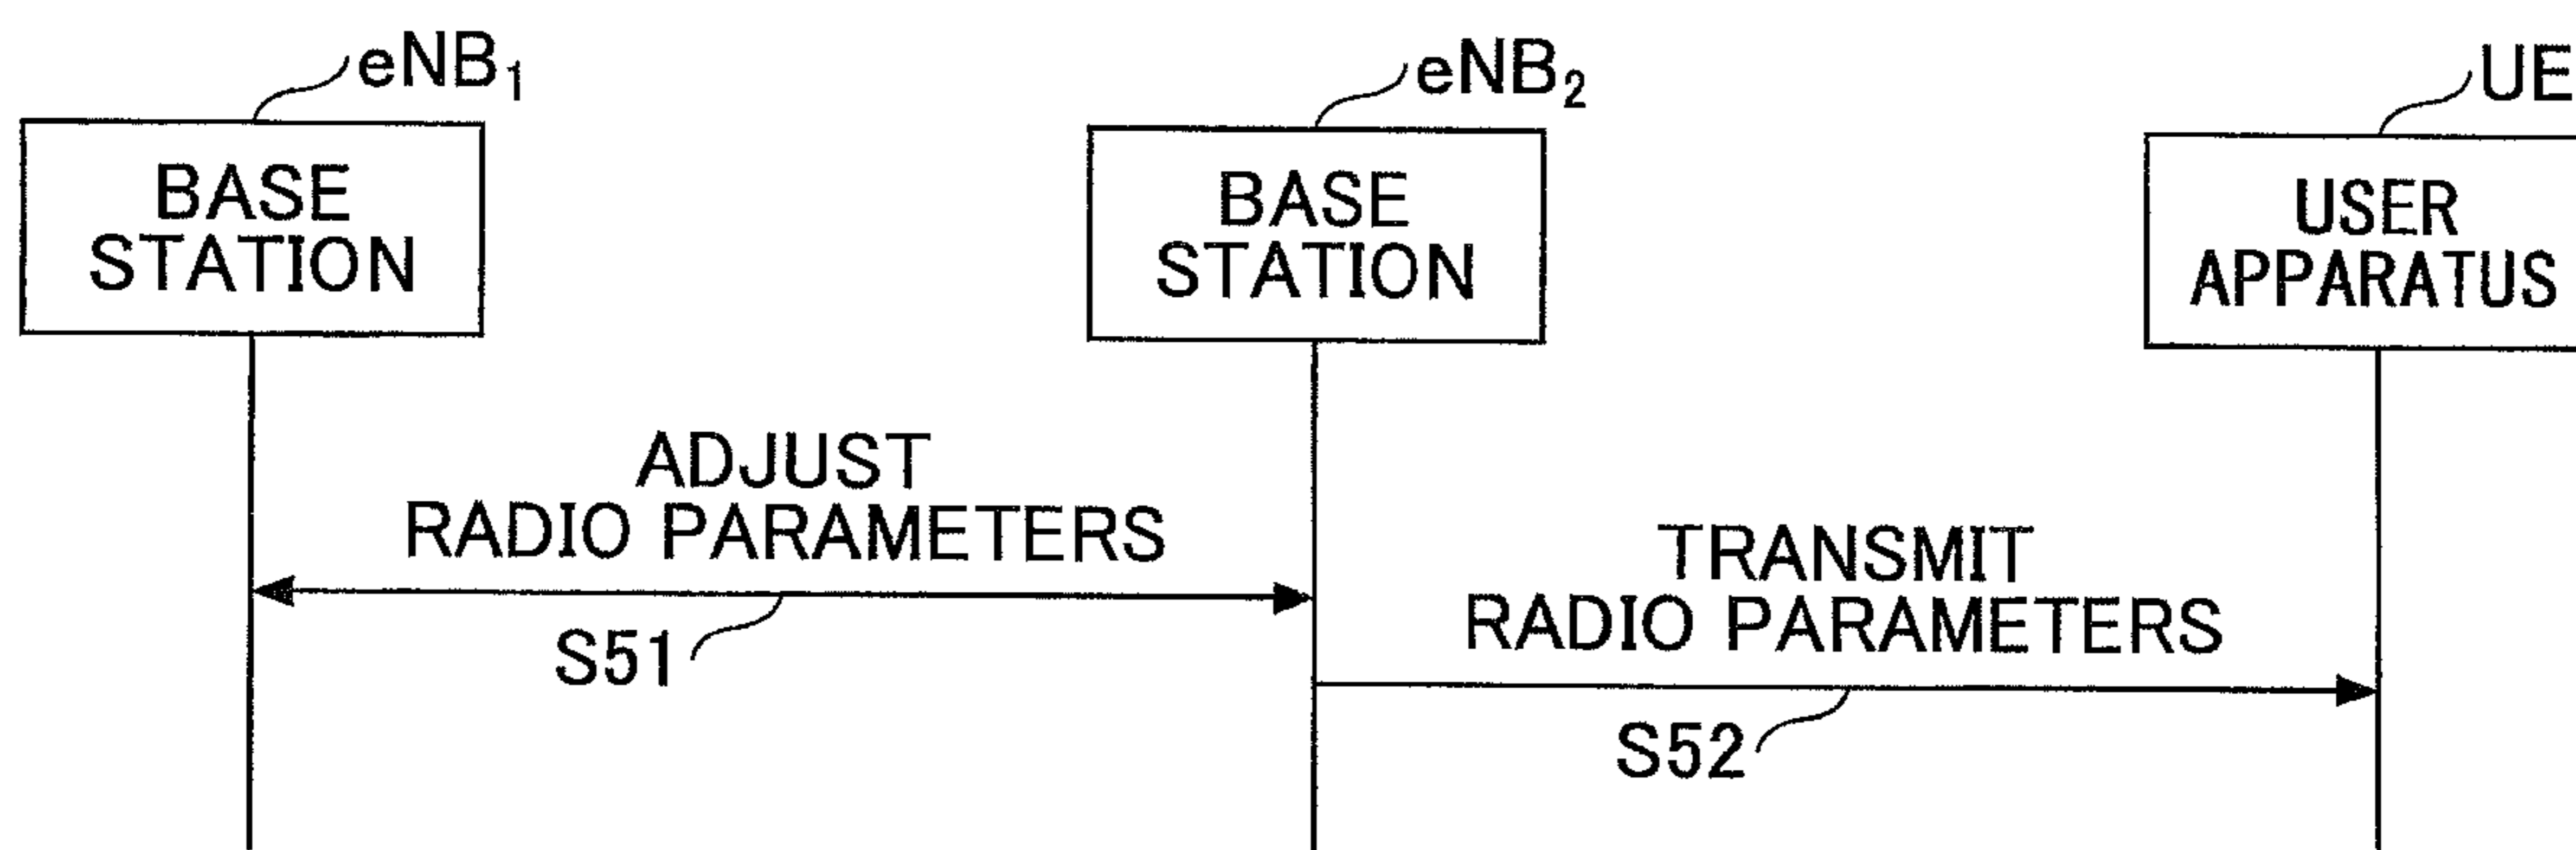 eNB₁
eNB₂
UE
BASE
STATION
BASE
STATION
USER
APPARATUS
ADJUST
RADIO PARAMETERS
S51
TRANSMIT
RADIO PARAMETERS
S52